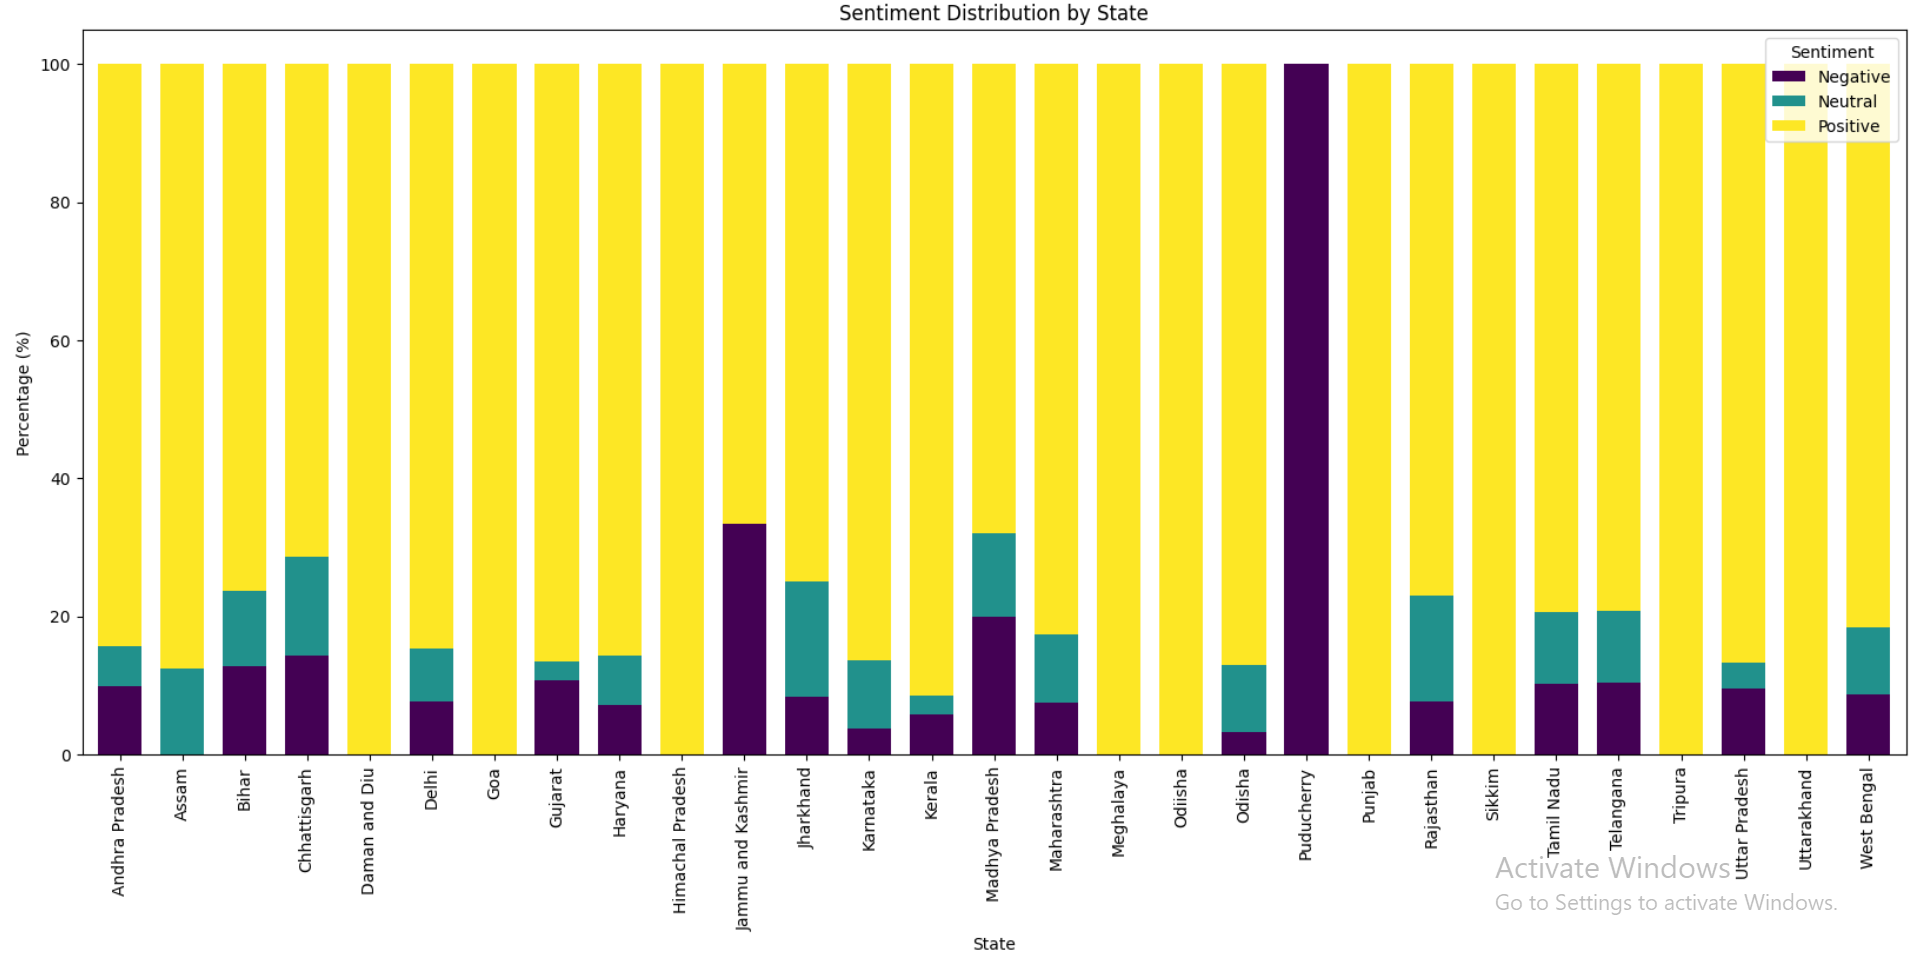 Sentiment Distribution by State
Sentiment
Negative
Neutral
Positive
Percentage (%)
100
80
60
40
20
0
Andhra Pradesh
Assam
Bihar
Chhattisgarh
Daman and Diu
Delhi
Goa
Gujarat
Haryana
Himachal Pradesh
Jammu and Kashmir
Jharkhand
Karnataka
Kerala
Madhya Pradesh
Maharashtra
Meghalaya
Odiisha
Odisha
Puducherry
Punjab
Rajasthan
Sikkim
Tamil Nadu
Telangana
Tripura
Uttar Pradesh
Uttarakhand
West Bengal
State
Activate Windows
Go to Settings to activate Windows.